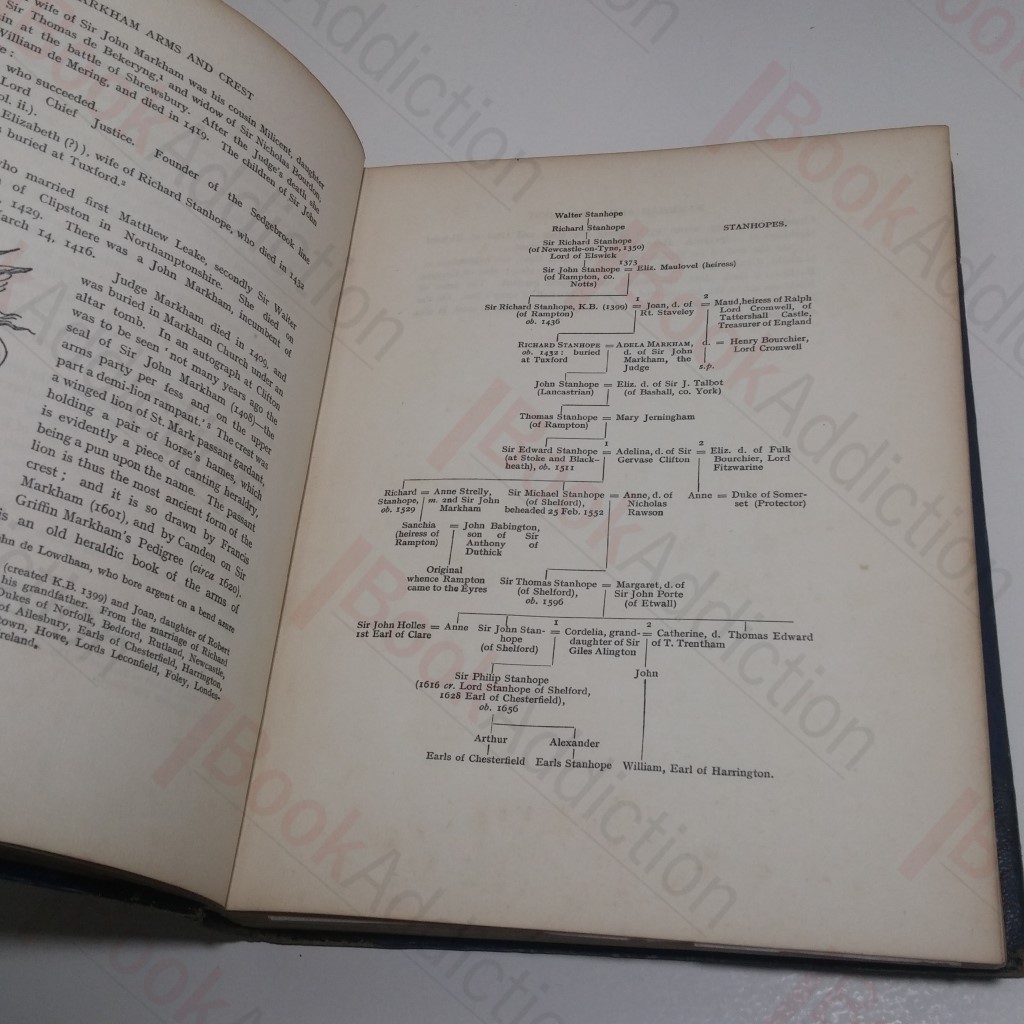 MARKHAM ARMS AND CREST
wife of Sir John Markham was his cousin Milicent, daughter
Sir Thomas de Bekeryng,¹ and widow of Sir Nicholas Bourdon,
at the battle of Shrewsbury. After the Judge's death she
William de Mering, and died in 1419. The children of Sir John
who succeeded.
Lord Chief Justice. Founder of the Sedgebrook line
ol. ii.).
Elizabeth (?)). wife of Richard Stanhope, who died in 1432
s buried at Tuxford.²
who married first Matthew Leake, secondly Sir Walter
of Clipston in Northamptonshire. She died on
, 1429. There was a John Markham, incumbent of
March 14, 1416.
Judge Markham died in 1409, and
was buried in Markham Church under an
altar tomb. In an autograph at Clifton
was to be seen 'not many years ago the
seal of Sir John Markham (1408)—the
arms party per fess and on the upper
part a demi-lion rampant.'² The crest was
a winged lion of St. Mark passant gardant,
holding a pair of horse's hames, which
is evidently a piece of canting heraldry,
being a pun upon the name. The passant
lion is thus the most ancient form of the
crest; and it is so drawn by Francis
Markham (1601), and by Camden on Sir
Griffin Markham's Pedigree (circa 1620).
is an old heraldic book of the arms of
hn de Lowdham, who bore argent on a bend azure
(created K.B. 1399) and Joan, daughter of Robert
his grandfather. From the marriage of Richard
Dukes of Norfolk, Bedford, Rutland, Newcastle,
of Ailesbury, Earls of Chesterfield, Harrington,
town, Howe, Lords Leconfield, Foley, Londes-
reland.
STANHOPES.
Walter Stanhope
Richard Stanhope
Sir Richard Stanhope
(of Newcastle-on-Tyne, 1350)
Lord of Elswick
1373
Sir John Stanhope = Eliz. Maulovel (heiress)
(of Rampton, co.
Notts)
1 2
Sir Richard Stanhope, K.B. (1399) = Joan, d. of = Maud, heiress of Ralph
(of Rampton) Rt. Staveley Lord Cromwell, of
ob. 1436 Tattershall Castle,
Treasurer of England
RICHARD STANHOPE = ADELA MARKHAM, d. = Henry Bourchier,
ob. 1432: buried d. of Sir John Lord Cromwell
at Tuxford Markham, the
Judge s.p.
John Stanhope = Eliz. d. of Sir J. Talbot
(Lancastrian) (of Bashall, co. York)
Thomas Stanhope = Mary Jerningham
(of Rampton)
1 2
Sir Edward Stanhope = Adelina, d. of Sir = Eliz. d. of Fulk
(at Stoke and Black- Gervase Clifton Bourchier, Lord
heath), ob. 1511 Fitzwarine
Richard = Anne Strelly, Sir Michael Stanhope = Anne, d. of Anne = Duke of Somer-
Stanhope, m. 2nd Sir John (of Shelford), Nicholas set (Protector)
ob. 1529 Markham beheaded 25 Feb. 1552 Rawson
Sanchia = John Babington,
(heiress of son of Sir
Rampton) Anthony of
Duthick
Original
whence Rampton Sir Thomas Stanhope = Margaret, d. of
came to the Eyres (of Shelford), Sir John Porte
ob. 1596 (of Etwall)
1 2
Sir John Holles = Anne Sir John Stan- = Cordelia, grand- = Catherine, d. Thomas Edward
1st Earl of Clare hope daughter of Sir of T. Trentham
(of Shelford) Giles Alington
John
Sir Philip Stanhope
(1616 cr. Lord Stanhope of Shelford,
1628 Earl of Chesterfield),
ob. 1656
Arthur Alexander
Earls of Chesterfield Earls Stanhope William, Earl of Harrington.
BookAddiction